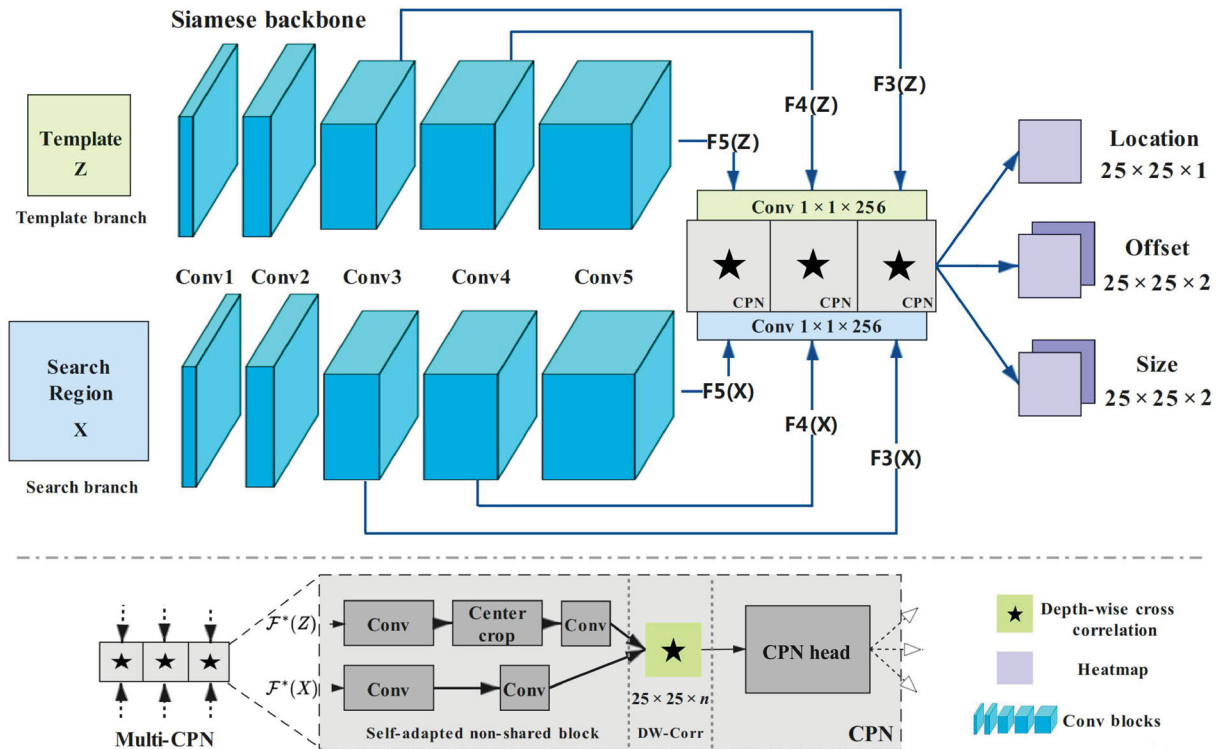 Siamese backbone
Template
Z
Template branch
F5(Z)
F4(Z)
F3(Z)
Conv 1 × 1 × 256
CPN
CPN
CPN
Conv 1 × 1 × 256
Location
25 × 25 × 1
Offset
25 × 25 × 2
Size
25 × 25 × 2
Conv1
Conv2
Conv3
Conv4
Conv5
Search
Region
X
Search branch
F5(X)
F4(X)
F3(X)
Multi-CPN
ℱ*(Z)
Conv
Center
crop
Conv
ℱ*(X)
Conv
Conv
Self-adapted non-shared block
25 × 25 × n
DW-Corr
CPN head
CPN
Depth-wise cross
correlation
Heatmap
Conv blocks